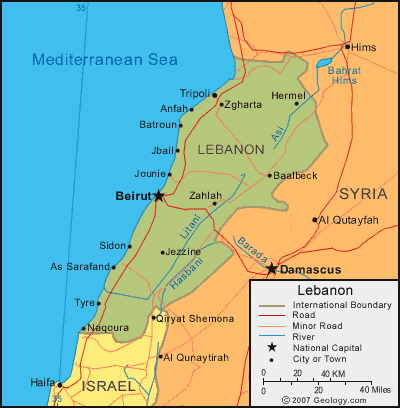 35
Mediterranean Sea
Hims
Bahrat
Hims
Tripoli
Zgharta
Hermel
Anfah
Batroun
Asi
Jbail
LEBANON
Jounie
Baalbeck
Beirut
Zahlah
SYRIA
Litani
Al Qutayfah
Sidon
Jezzine
Barada
Hasbani
As Sarafand
Damascus
Tyre
Qiryat Shemona
Naqoura
Al Qunaytirah
Haifa
ISRAEL
35
Lebanon
International Boundary
Road
Minor Road
River
National Capital
City or Town
0 20 40 KM
0 20 40 Mi
© 2007 Geology.com